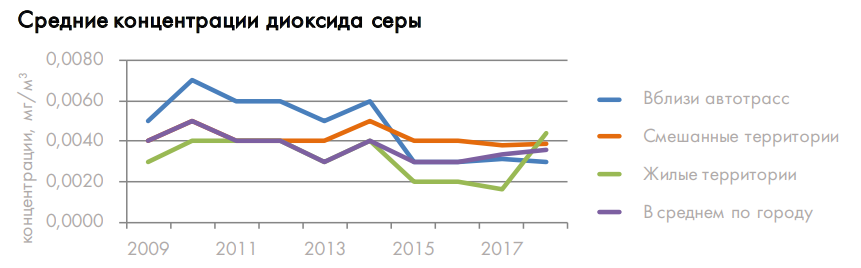 Средние концентрации диоксида серы
концентрации, мг/м³
0,0080
0,0060
0,0040
0,0020
0,0000
2009 2011 2013 2015 2017
Вблизи автотрасс
Смешанные территории
Жилые территории
В среднем по городу